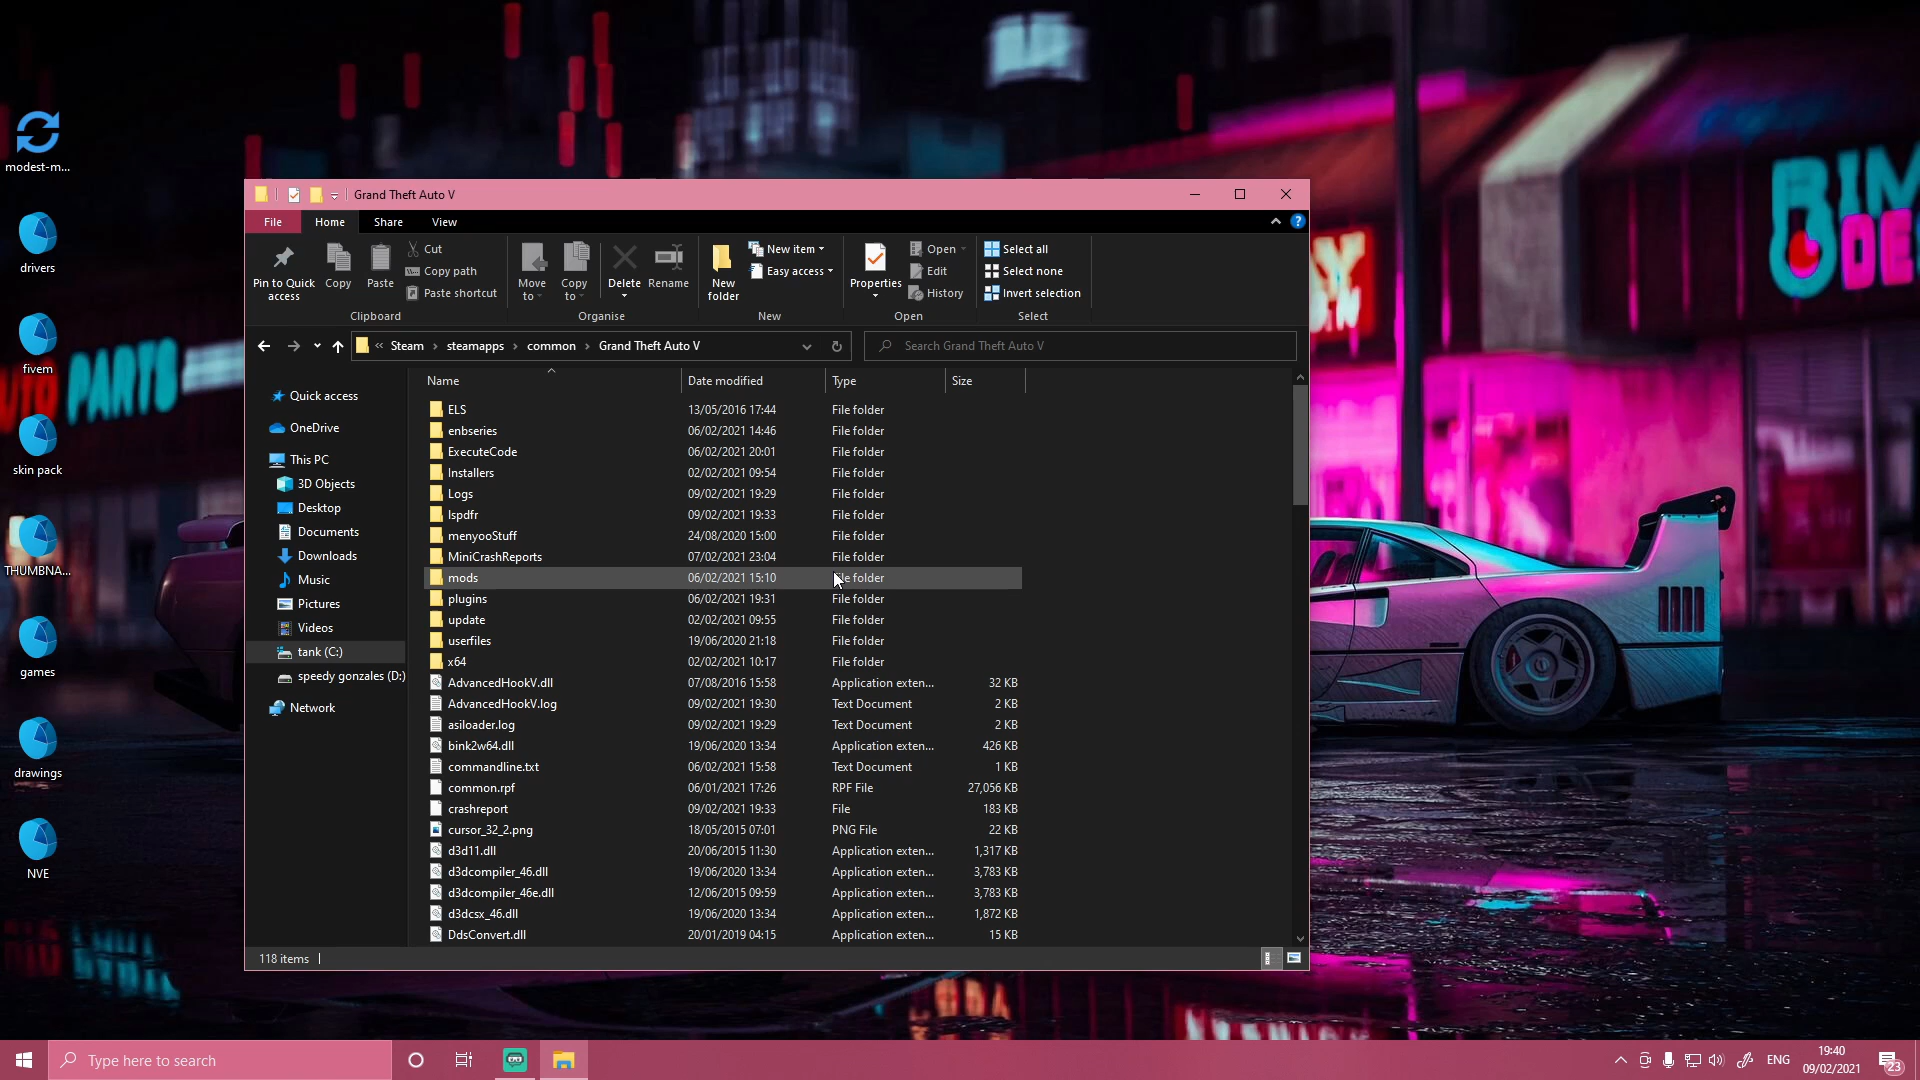 modest-m...
drivers
fivem
skin pack
THUMBNA...
games
drawings
NVE
PARTS
Grand Theft Auto V
File Home Share View
Pin to Quick access
Copy
Paste
Cut
Copy path
Paste shortcut
Clipboard
Move to
Copy to
Delete
Rename
Organise
New folder
New item
Easy access
New
Properties
Open
Edit
History
Open
Select all
Select none
Invert selection
Select
« Steam › steamapps › common › Grand Theft Auto V
Search Grand Theft Auto V
Quick access
OneDrive
This PC
3D Objects
Desktop
Documents
Downloads
Music
Pictures
Videos
tank (C:)
speedy gonzales (D:)
Network
Name Date modified Type Size
ELS 13/05/2016 17:44 File folder
enbseries 06/02/2021 14:46 File folder
ExecuteCode 06/02/2021 20:01 File folder
Installers 02/02/2021 09:54 File folder
Logs 09/02/2021 19:29 File folder
lspdfr 09/02/2021 19:33 File folder
menyooStuff 24/08/2020 15:00 File folder
MiniCrashReports 07/02/2021 23:04 File folder
mods 06/02/2021 15:10 File folder
plugins 06/02/2021 19:31 File folder
update 02/02/2021 09:55 File folder
userfiles 19/06/2020 21:18 File folder
x64 02/02/2021 10:17 File folder
AdvancedHookV.dll 07/08/2016 15:58 Application exten... 32 KB
AdvancedHookV.log 09/02/2021 19:30 Text Document 2 KB
asiloader.log 09/02/2021 19:29 Text Document 2 KB
bink2w64.dll 19/06/2020 13:34 Application exten... 426 KB
commandline.txt 06/02/2021 15:58 Text Document 1 KB
common.rpf 06/01/2021 17:26 RPF File 27,056 KB
crashreport 09/02/2021 19:33 File 183 KB
cursor_32_2.png 18/05/2015 07:01 PNG File 22 KB
d3d11.dll 20/06/2015 11:30 Application exten... 1,317 KB
d3dcompiler_46.dll 19/06/2020 13:34 Application exten... 3,783 KB
d3dcompiler_46e.dll 12/06/2015 09:59 Application exten... 3,783 KB
d3dcsx_46.dll 19/06/2020 13:34 Application exten... 1,872 KB
DdsConvert.dll 20/01/2019 04:15 Application exten... 15 KB
118 items
BIM
DE
Type here to search
ENG
19:40
09/02/2021
23